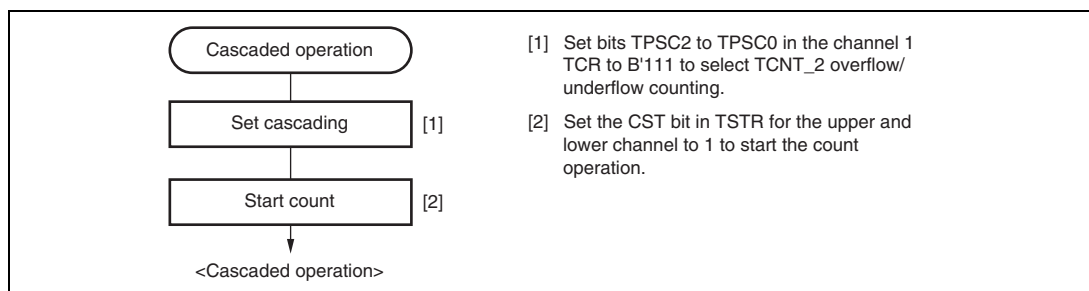 Cascaded operation
Set cascading [1]
Start count [2]
<Cascaded operation>
[1] Set bits TPSC2 to TPSC0 in the channel 1
TCR to B'111 to select TCNT_2 overflow/
underflow counting.
[2] Set the CST bit in TSTR for the upper and
lower channel to 1 to start the count
operation.